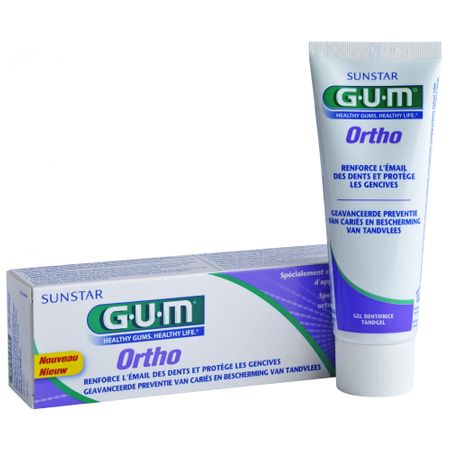 SUNSTAR
G·U·M®
HEALTHY GUMS. HEALTHY LIFE.®
Ortho
RENFORCE L'ÉMAIL
DES DENTS ET PROTÈGE
LES GENCIVES
GEAVANCEERDE PREVENTIE
VAN CARIËS EN BESCHERMING
VAN TANDVLEES
GEL DENTIFRICE
TANDGEL
Spécialement
SUNSTAR
G·U·M®
HEALTHY GUMS. HEALTHY LIFE.®
Nouveau
Nieuw
Ortho
RENFORCE L'ÉMAIL DES DENTS ET PROTÈGE LES GENCIVES
GEAVANCEERDE PREVENTIE VAN CARIËS EN BESCHERMING VAN TANDVLEES